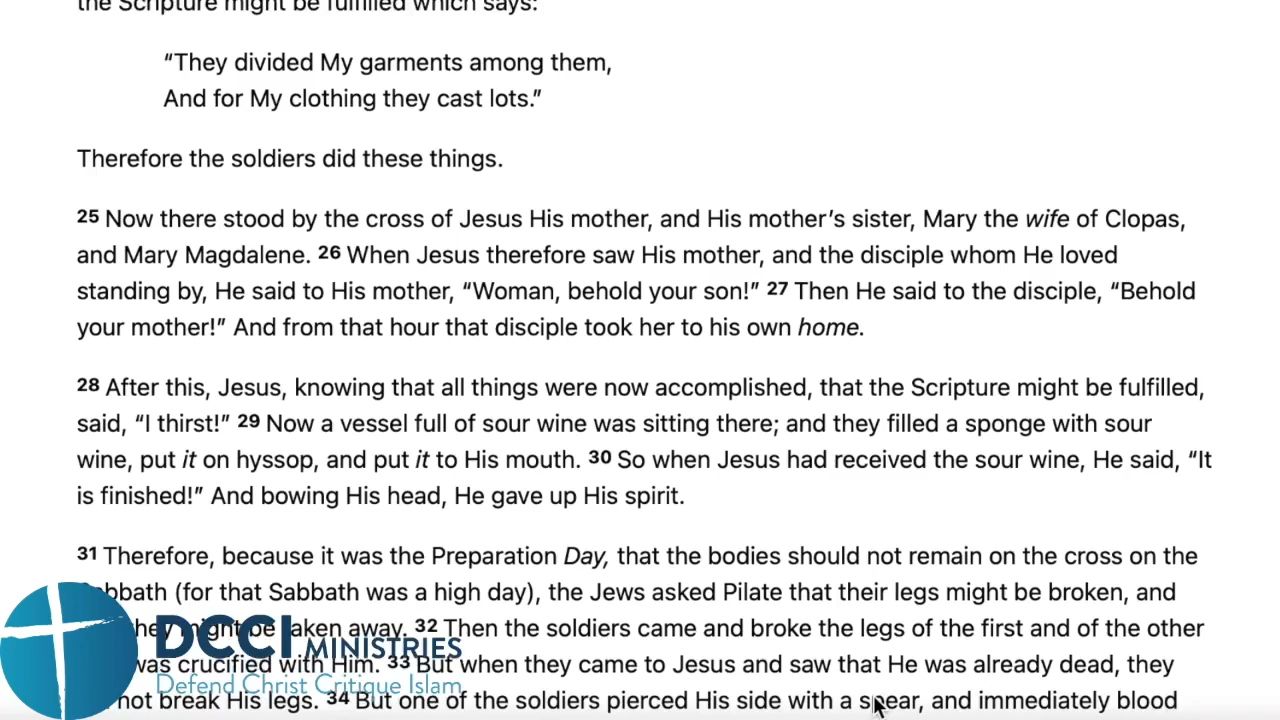 the Scripture might be fulfilled which says:
“They divided My garments among them,
And for My clothing they cast lots.”
Therefore the soldiers did these things.
25 Now there stood by the cross of Jesus His mother, and His mother’s sister, Mary the wife of Clopas,
and Mary Magdalene. 26 When Jesus therefore saw His mother, and the disciple whom He loved
standing by, He said to His mother, “Woman, behold your son!” 27 Then He said to the disciple, “Behold
your mother!” And from that hour that disciple took her to his own home.
28 After this, Jesus, knowing that all things were now accomplished, that the Scripture might be fulfilled,
said, “I thirst!” 29 Now a vessel full of sour wine was sitting there; and they filled a sponge with sour
wine, put it on hyssop, and put it to His mouth. 30 So when Jesus had received the sour wine, He said, “It
is finished!” And bowing His head, He gave up His spirit.
31 Therefore, because it was the Preparation Day, that the bodies should not remain on the cross on the
Sabbath (for that Sabbath was a high day), the Jews asked Pilate that their legs might be broken, and
they might be taken away. 32 Then the soldiers came and broke the legs of the first and of the other
was crucified with Him. 33 But when they came to Jesus and saw that He was already dead, they
not break His legs. 34 But one of the soldiers pierced His side with a spear, and immediately blood
DCCI MINISTRIES
Defend Christ Critique Islam